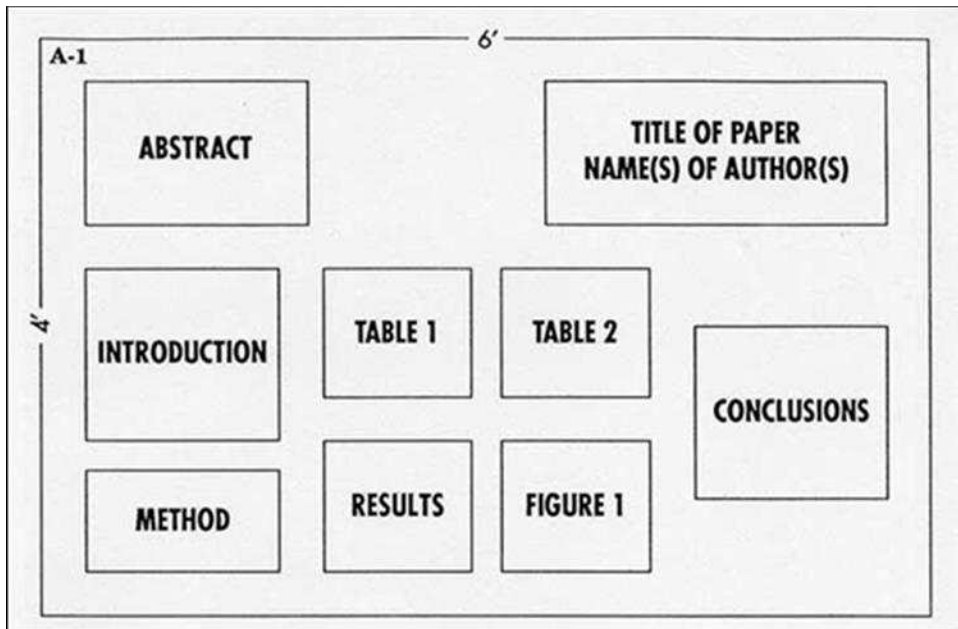 6'
A-1
ABSTRACT
TITLE OF PAPER
NAME(S) OF AUTHOR(S)
4'
INTRODUCTION
TABLE 1
TABLE 2
CONCLUSIONS
METHOD
RESULTS
FIGURE 1